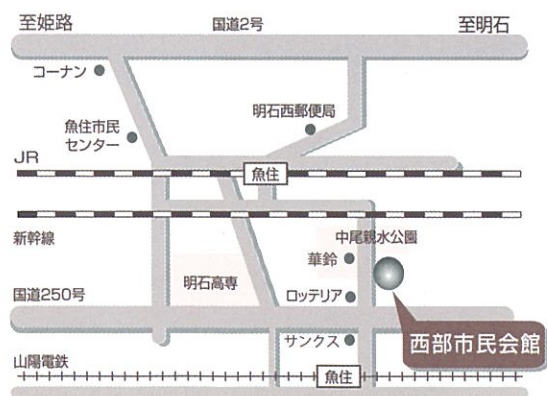 至姫路
国道2号
至明石
コーナン
明石西郵便局
魚住市民
センター
JR
魚住
新幹線
中尾親水公園
華鈴
明石高専
国道250号
ロッテリア
サンクス
西部市民会館
山陽電鉄
魚住